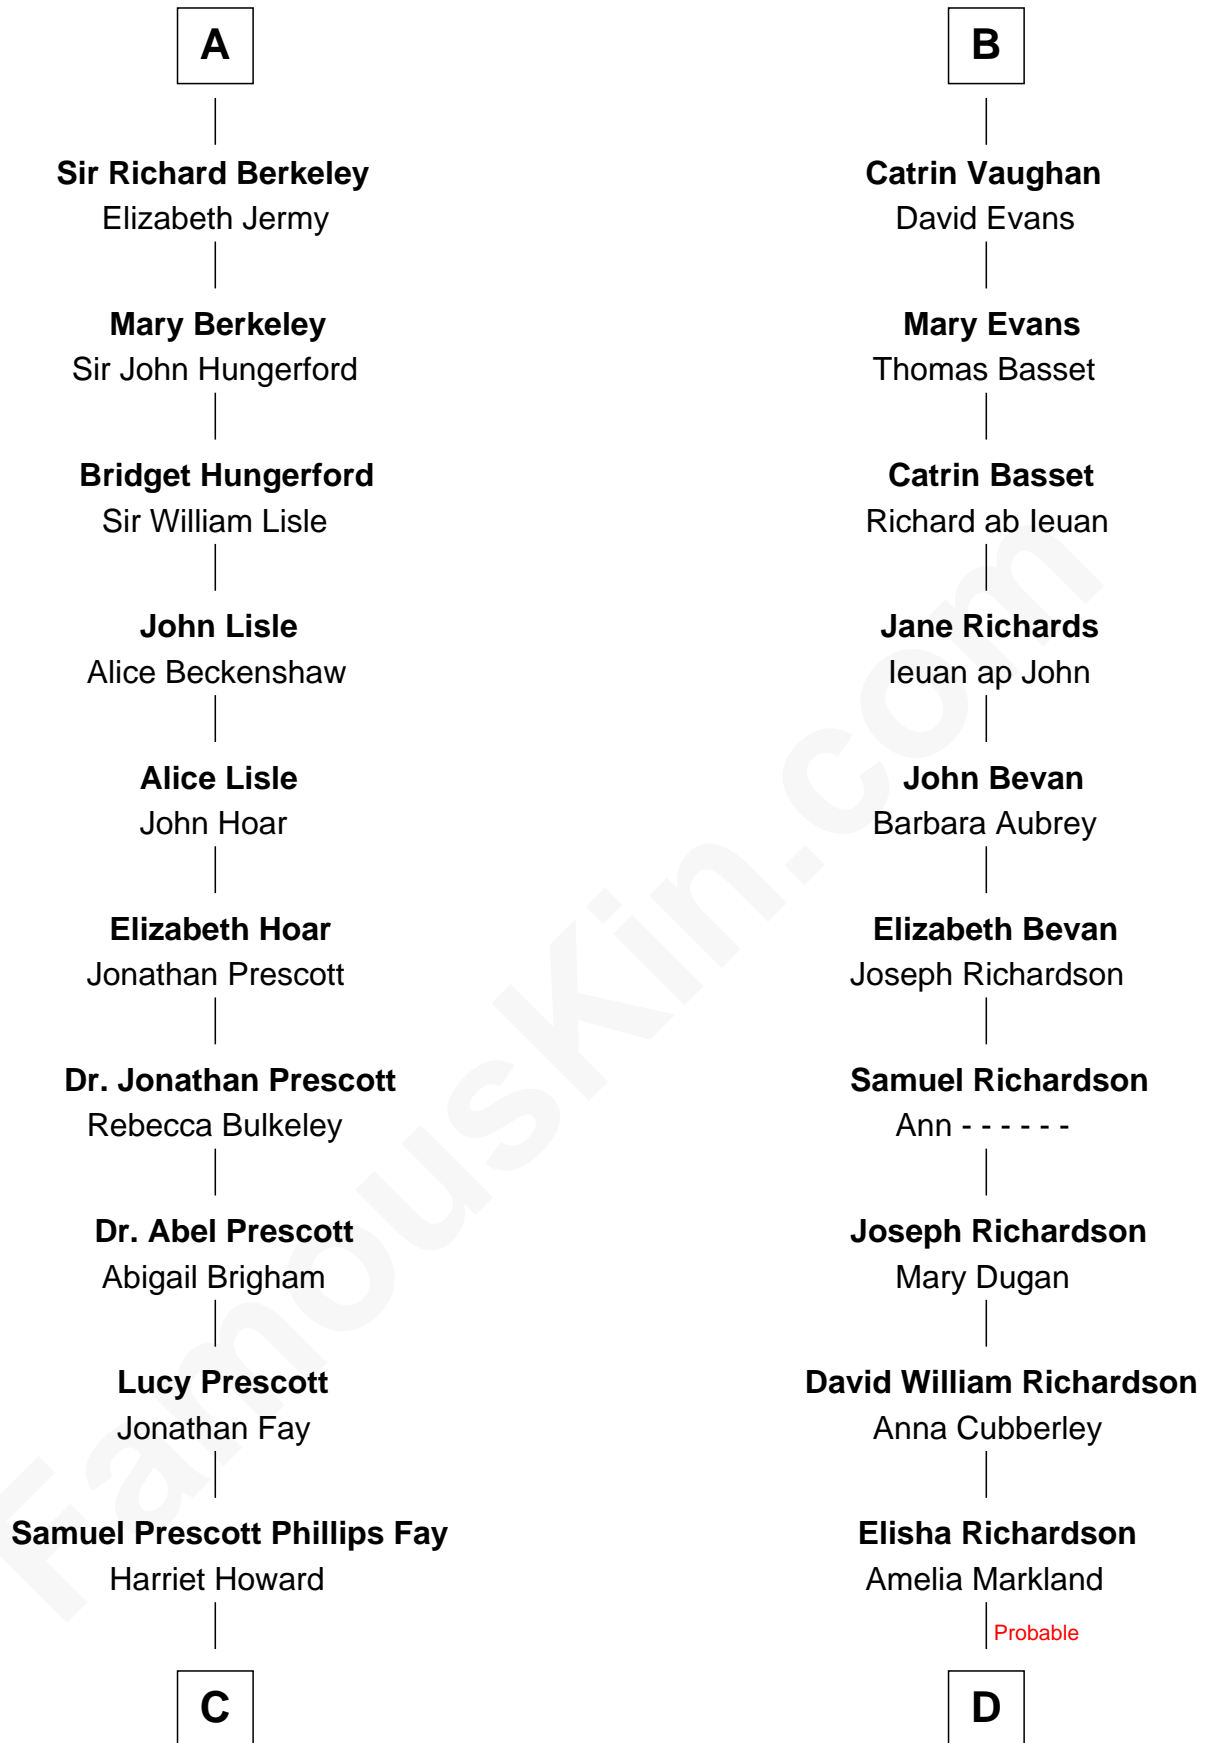 A
Sir Richard Berkeley
Elizabeth Jermy
Mary Berkeley
Sir John Hungerford
Bridget Hungerford
Sir William Lisle
John Lisle
Alice Beckenshaw
Alice Lisle
John Hoar
Elizabeth Hoar
Jonathan Prescott
Dr. Jonathan Prescott
Rebecca Bulkeley
Dr. Abel Prescott
Abigail Brigham
Lucy Prescott
Jonathan Fay
Samuel Prescott Phillips Fay
Harriet Howard
C
B
Catrin Vaughan
David Evans
Mary Evans
Thomas Basset
Catrin Basset
Richard ab Ieuan
Jane Richards
Ieuan ap John
John Bevan
Barbara Aubrey
Elizabeth Bevan
Joseph Richardson
Samuel Richardson
Ann - - - - - -
Joseph Richardson
Mary Dugan
David William Richardson
Anna Cubberley
Elisha Richardson
Amelia Markland
Probable
D
FamousKin.com